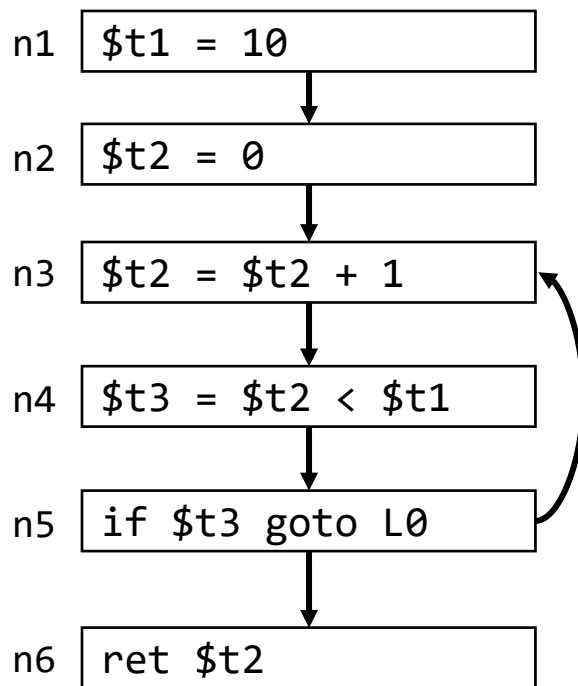 n1 $t1 = 10
n2 $t2 = 0
n3 $t2 = $t2 + 1
n4 $t3 = $t2 < $t1
n5 if $t3 goto L0
n6 ret $t2